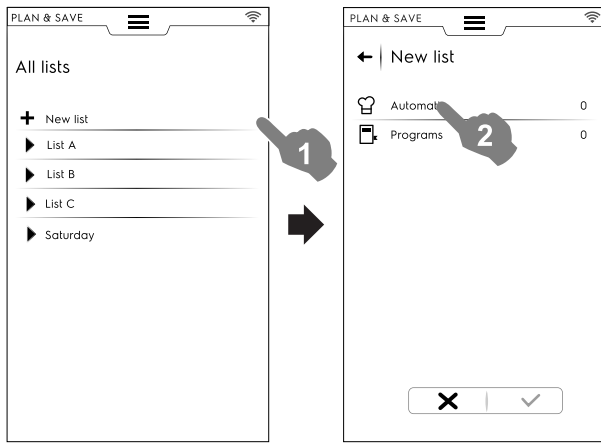 PLAN & SAVE
All lists
New list
List A
List B
List C
Saturday
1
PLAN & SAVE
New list
0
Programs 0
2